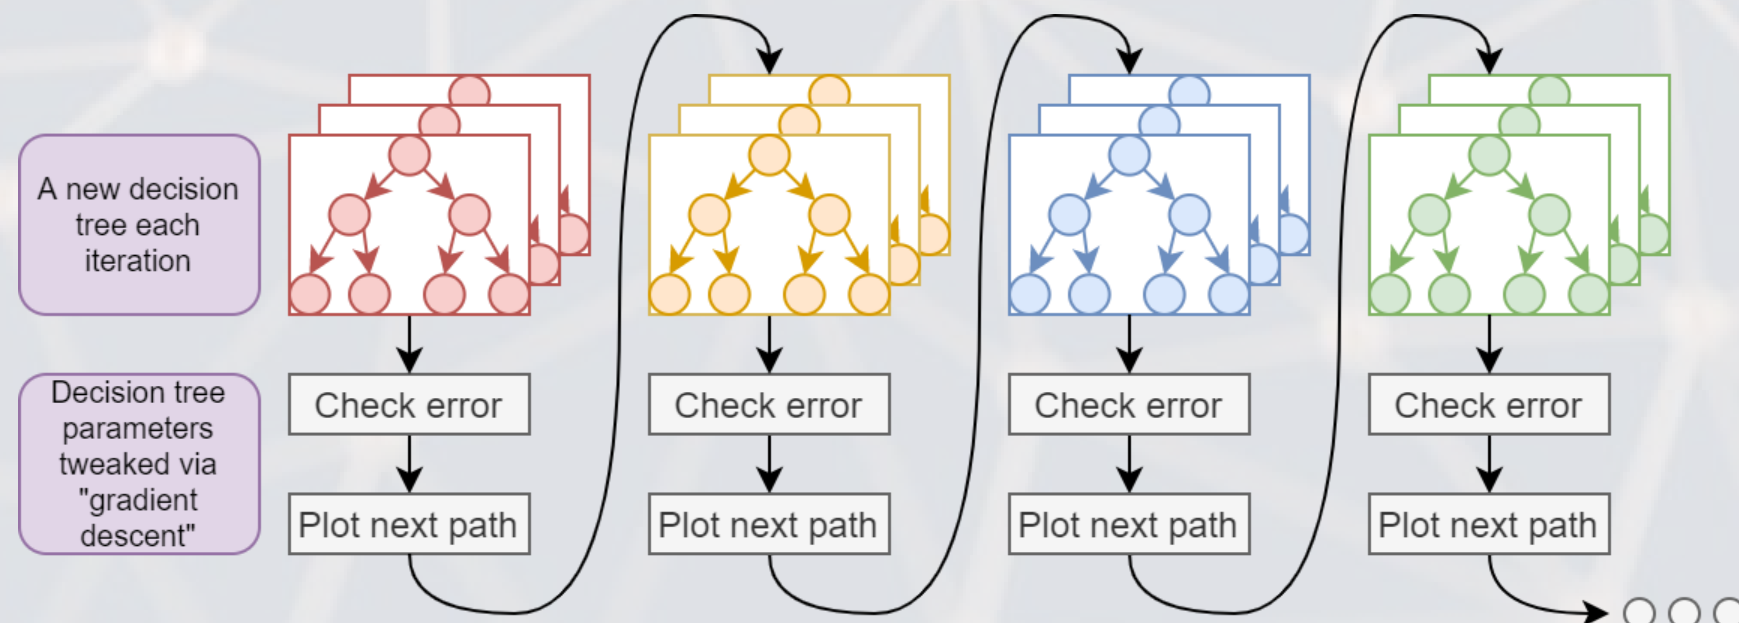 A new decision
tree each
iteration
Decision tree
parameters
tweaked via
"gradient
descent"
Check error
Plot next path
Check error
Plot next path
Check error
Plot next path
Check error
Plot next path